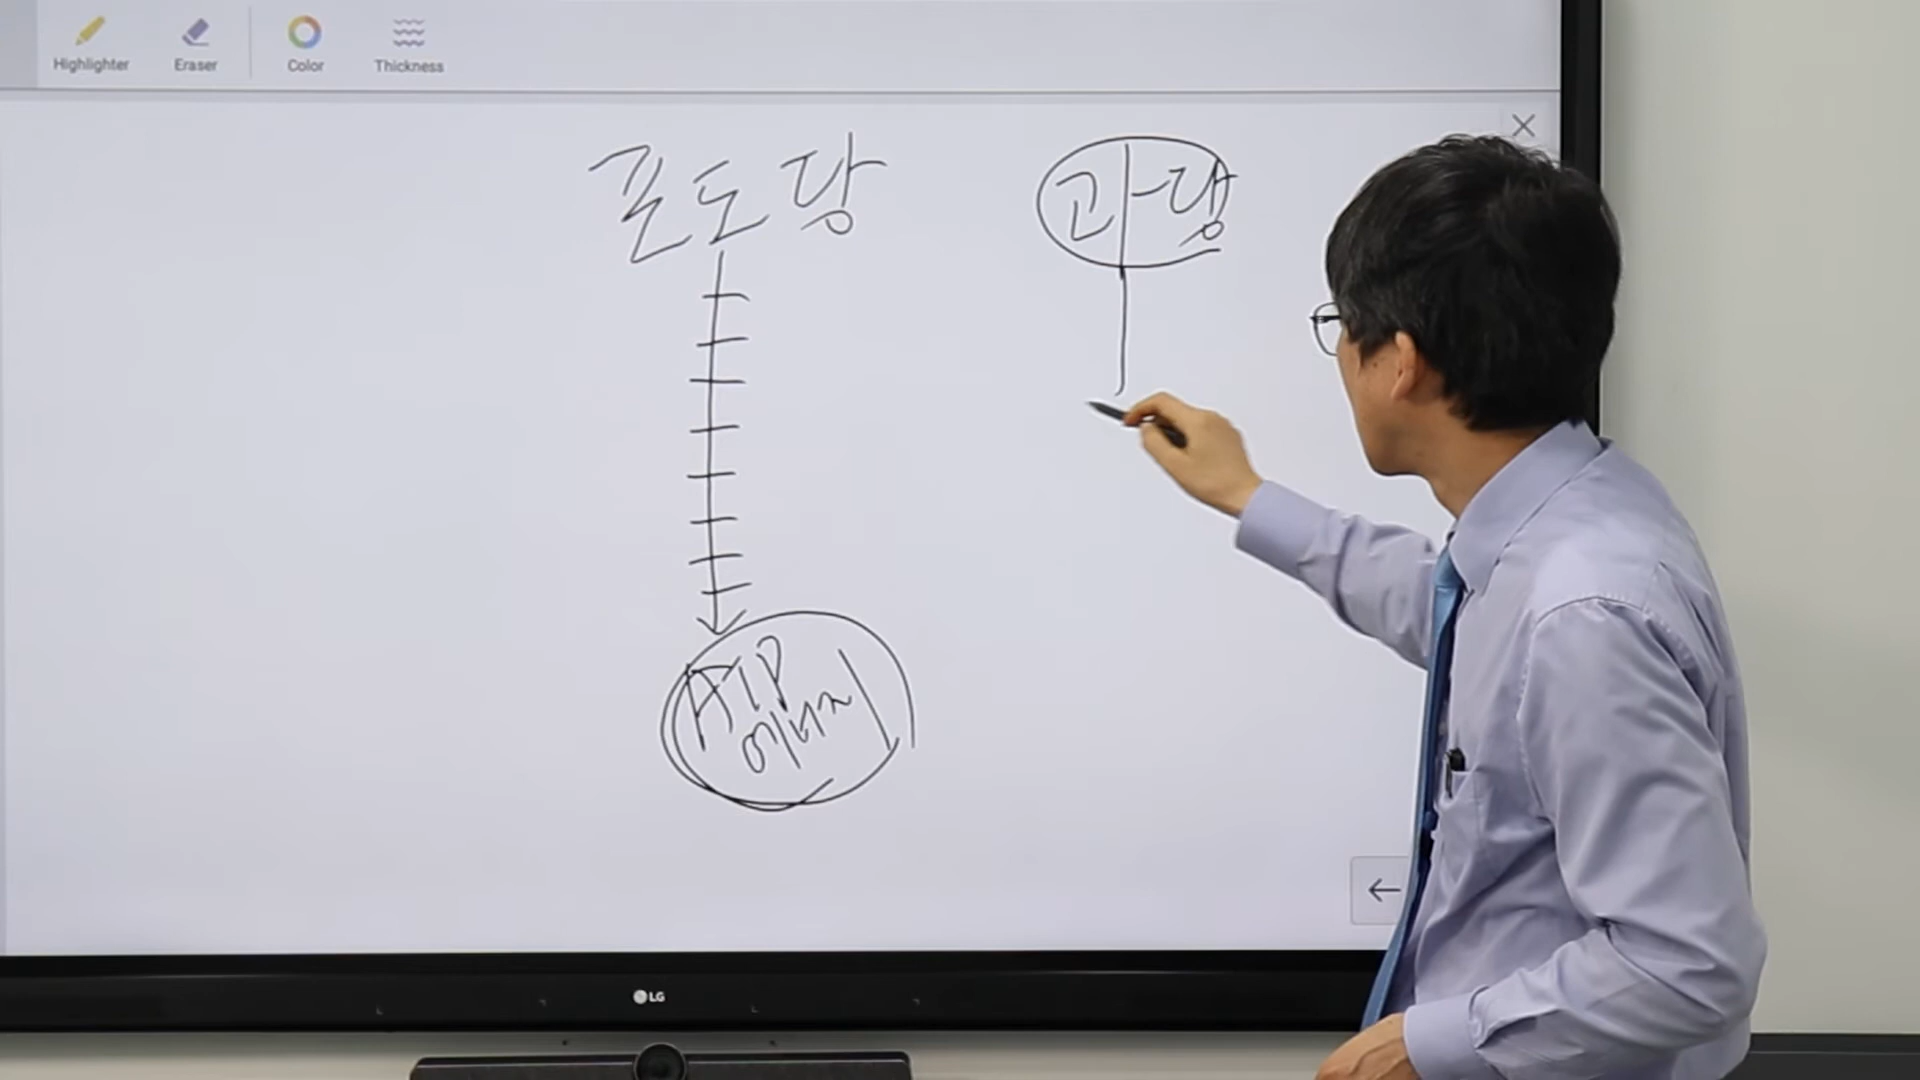 Highlighter Eraser Color Thickness
포도당 과당
ATP
에너지
LG